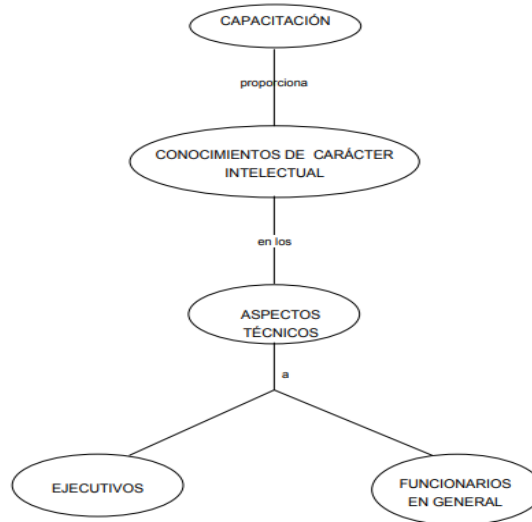 CAPACITACIÓN
proporciona
CONOCIMIENTOS DE CARÁCTER
INTELECTUAL
en los
ASPECTOS
TÉCNICOS
a
EJECUTIVOS
FUNCIONARIOS
EN GENERAL